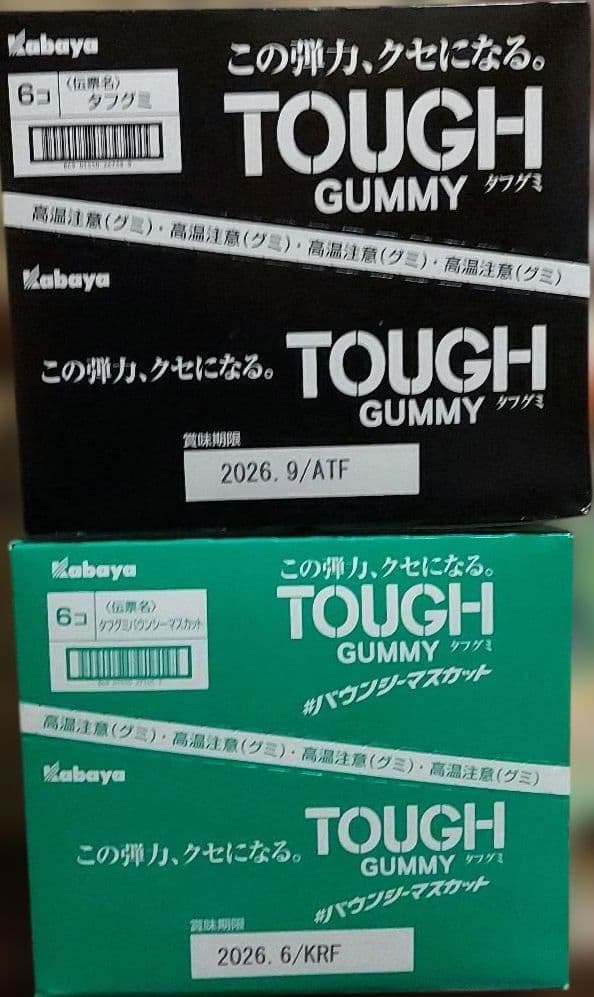 Kabaya
この弾力、クセになる。
6コ
〈伝票名〉
タフグミ
TOUGH
GUMMY タフグミ
高温注意(グミ)・高温注意(グミ)・高温注意(グミ)・高温注意(グミ)
Kabaya
この弾力、クセになる。
TOUGH
GUMMY タフグミ
賞味期限
2026.9/ATF
Kabaya
この弾力、クセになる。
6コ
〈伝票名〉
タフグミバウンシーマスカット
TOUGH
GUMMY タフグミ
#バウンシーマスカット
高温注意(グミ)・高温注意(グミ)・高温注意(グミ)・高温注意(グミ)
Kabaya
この弾力、クセになる。
TOUGH
GUMMY タフグミ
#バウンシーマスカット
賞味期限
2026.6/KRF